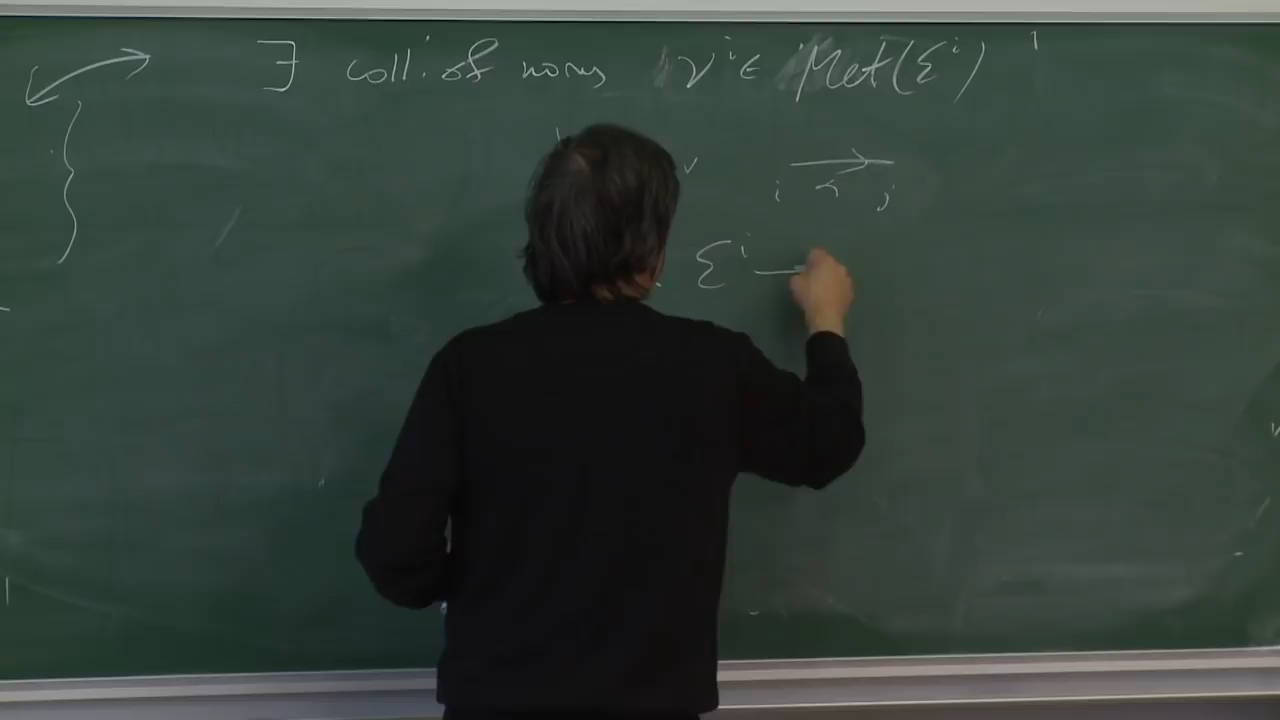 ∃ coll. of norms ν^i ∈ Met(Σ^i)
i α j
Σ^i —